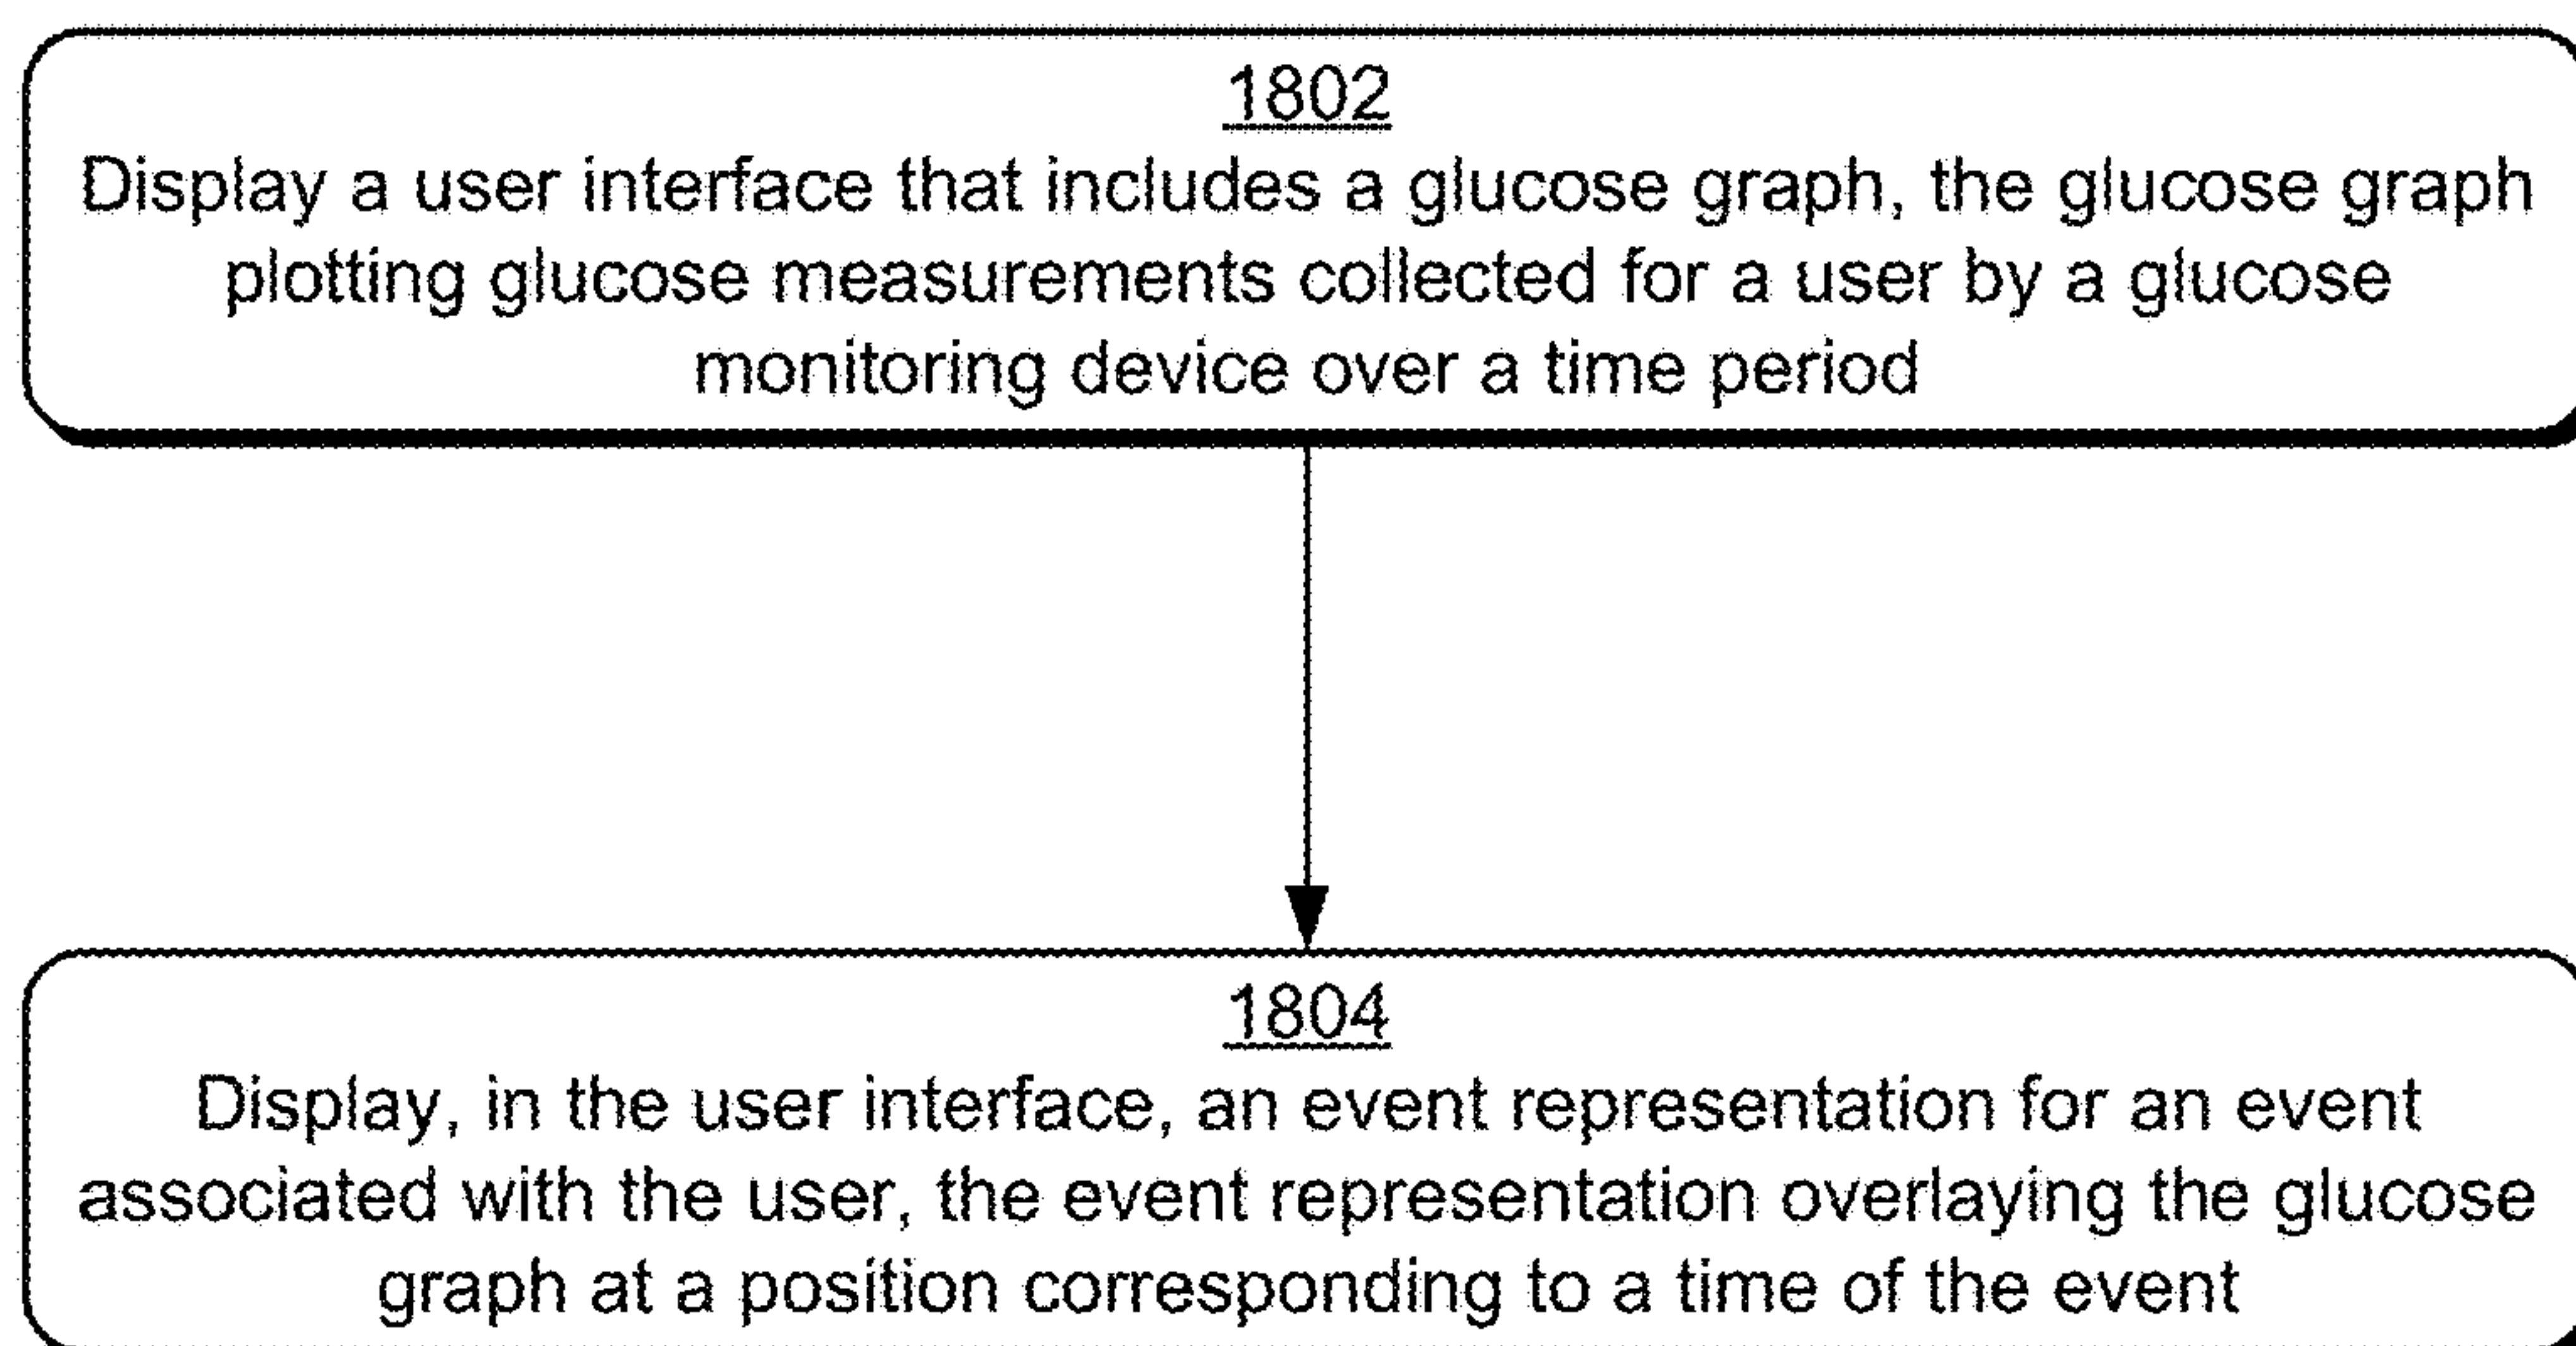 1802
Display a user interface that includes a glucose graph, the glucose graph
plotting glucose measurements collected for a user by a glucose
monitoring device over a time period
1804
Display, in the user interface, an event representation for an event
associated with the user, the event representation overlaying the glucose
graph at a position corresponding to a time of the event